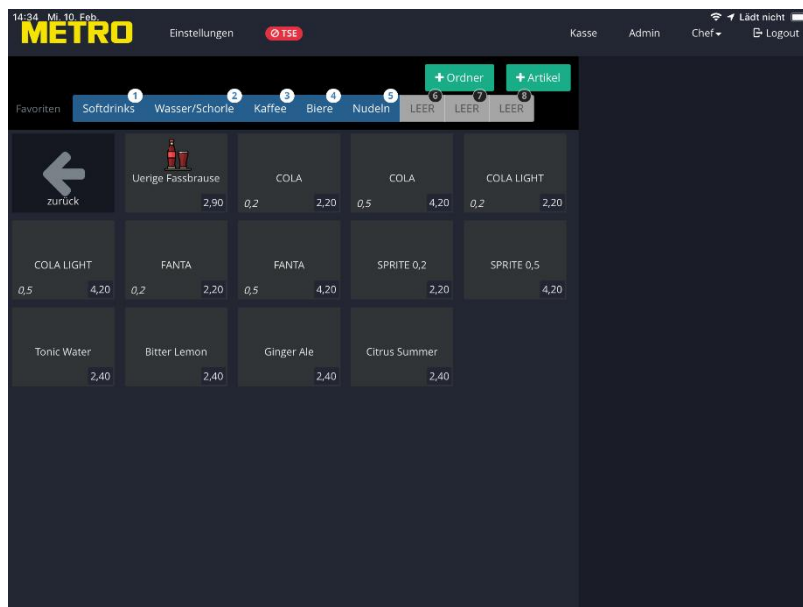 14:34 Mi. 10. Feb.
Lädt nicht
METRO
Einstellungen
TSE
Kasse
Admin
Chef
Logout
+ Ordner
+ Artikel
1
2
3
4
5
6
7
8
Favoriten
Softdrinks
Wasser/Schorle
Kaffee
Biere
Nudeln
LEER
LEER
LEER
zurück
Uerige Fassbrause
2,90
COLA
0,2
2,20
COLA
0,5
4,20
COLA LIGHT
0,2
2,20
COLA LIGHT
0,5
4,20
FANTA
0,2
2,20
FANTA
0,5
4,20
SPRITE 0,2
2,20
SPRITE 0,5
4,20
Tonic Water
2,40
Bitter Lemon
2,40
Ginger Ale
2,40
Citrus Summer
2,40